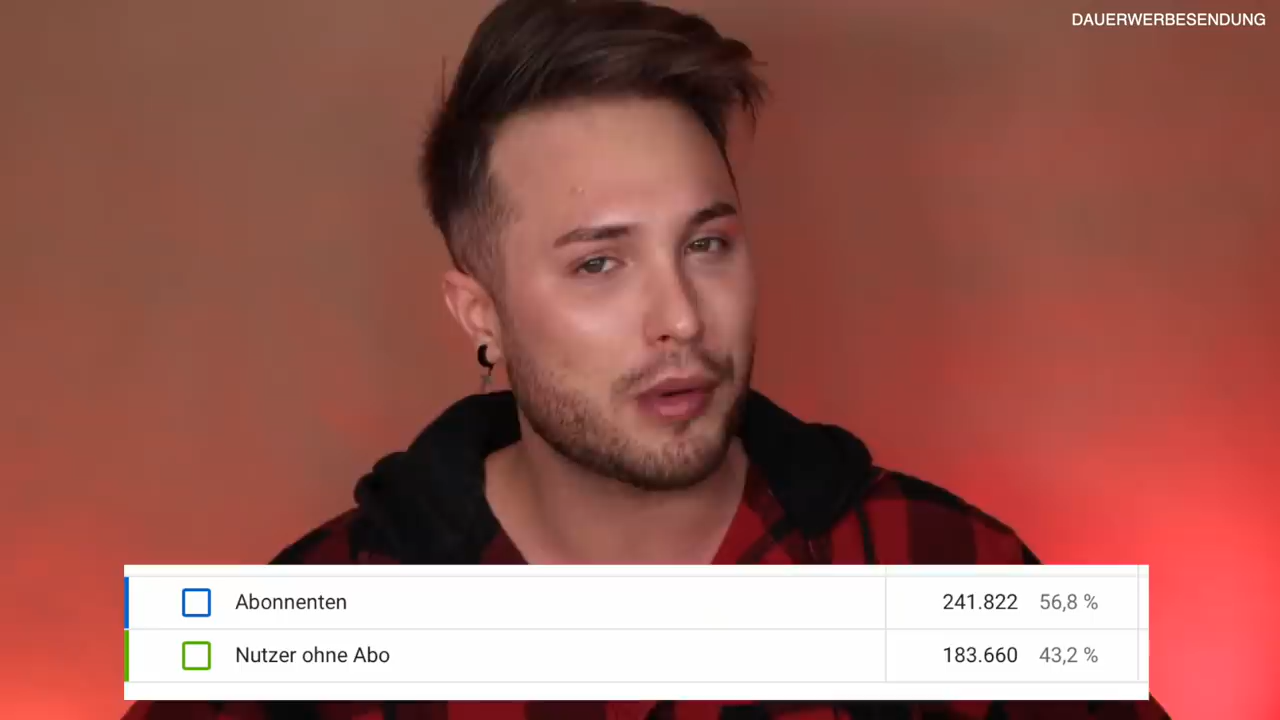 DAUERWERBESENDUNG
Abonnenten 241.822 56,8 %
Nutzer ohne Abo 183.660 43,2 %